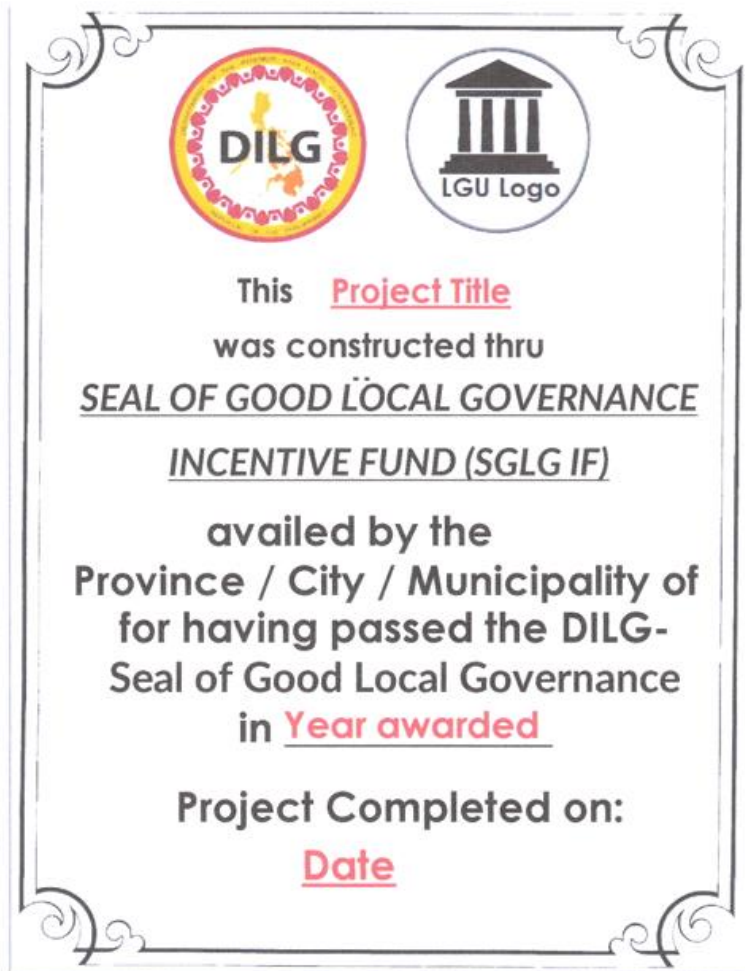 DILG
LGU Logo
This Project Title
was constructed thru
SEAL OF GOOD LOCAL GOVERNANCE
INCENTIVE FUND (SGLG IF)
availed by the
Province / City / Municipality of
for having passed the DILG-
Seal of Good Local Governance
in Year awarded
Project Completed on:
Date